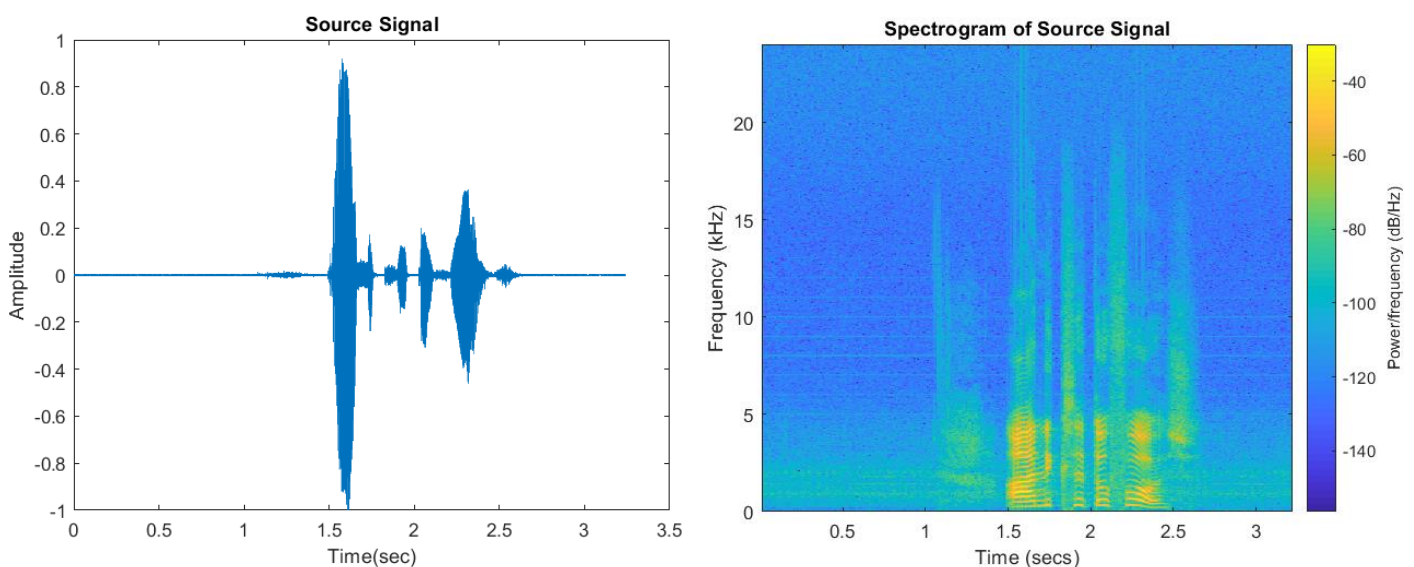 Source Signal
1
0.8
0.6
0.4
0.2
0
-0.2
-0.4
-0.6
-0.8
-1
Amplitude
0 0.5 1 1.5 2 2.5 3 3.5
Time(sec)
Spectrogram of Source Signal
20
15
10
5
0
Frequency (kHz)
0.5 1 1.5 2 2.5 3
Time (secs)
-40
-60
-80
-100
-120
-140
Power/frequency (dB/Hz)